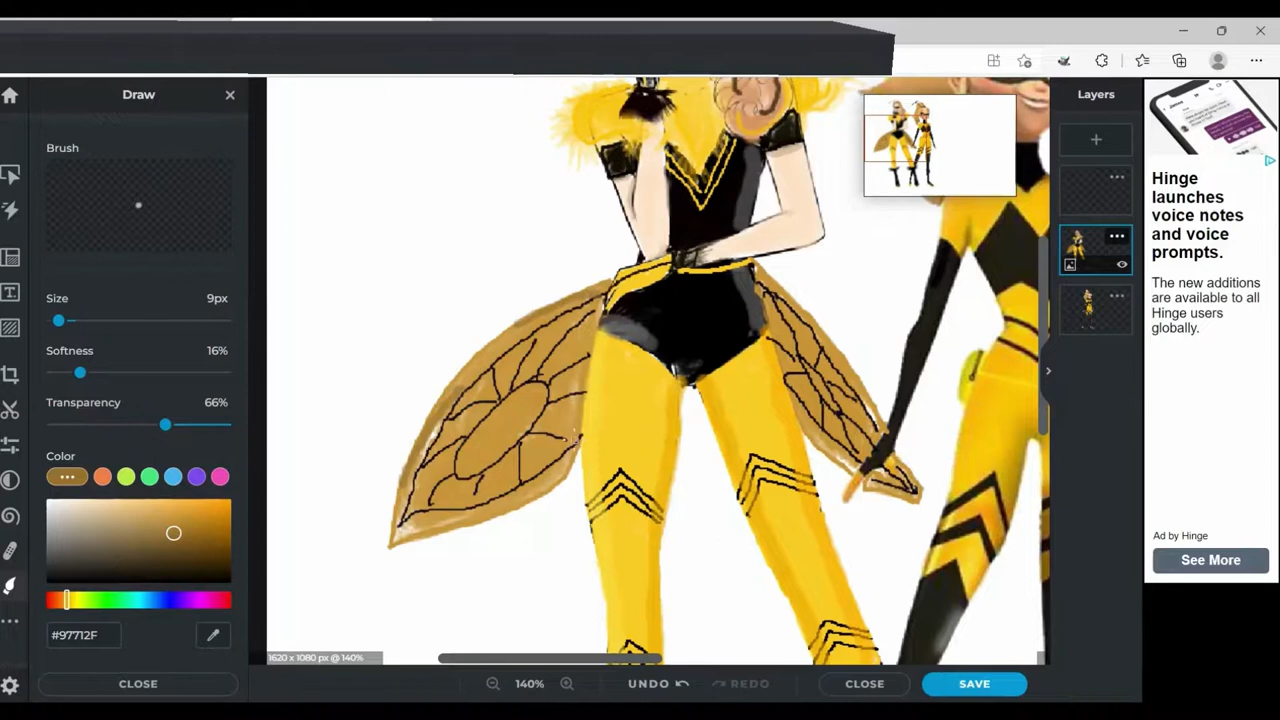 Draw
Layers
Brush
Size 9px
Softness 16%
Transparency 66%
Color
#97712F
CLOSE
1620 x 1080 px @ 140%
140%
UNDO
REDO
CLOSE
SAVE
Hinge
launches
voice notes
and voice
prompts.
The new additions
are available to all
Hinge users
globally.
Ad by Hinge
See More